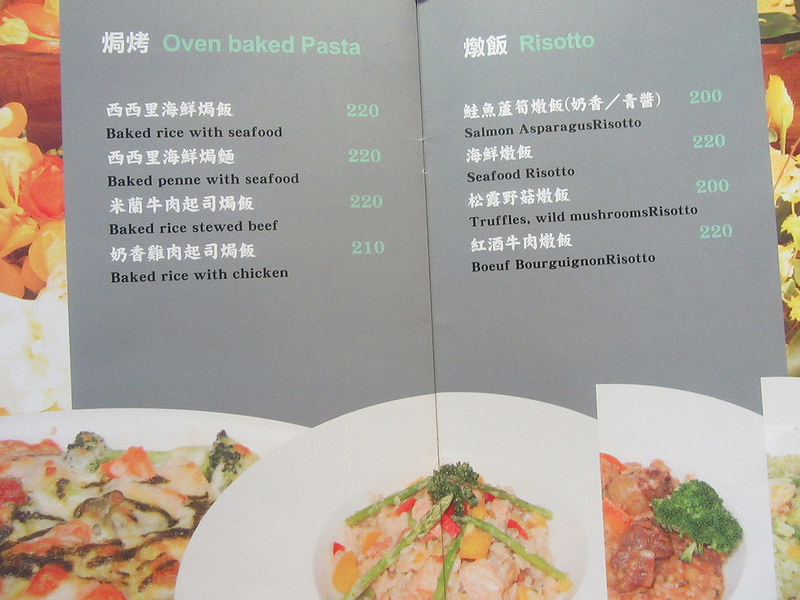 焗烤 Oven baked Pasta
西西里海鮮焗飯 220
Baked rice with seafood
西西里海鮮焗麵 220
Baked penne with seafood
米蘭牛肉起司焗飯 220
Baked rice stewed beef
奶香雞肉起司焗飯 210
Baked rice with chicken
燉飯 Risotto
鮭魚蘆筍燉飯(奶香／青醬) 200
Salmon AsparagusRisotto
海鮮燉飯 220
Seafood Risotto
松露野菇燉飯 200
Truffles, wild mushroomsRisotto
紅酒牛肉燉飯 220
Boeuf BourguignonRisotto